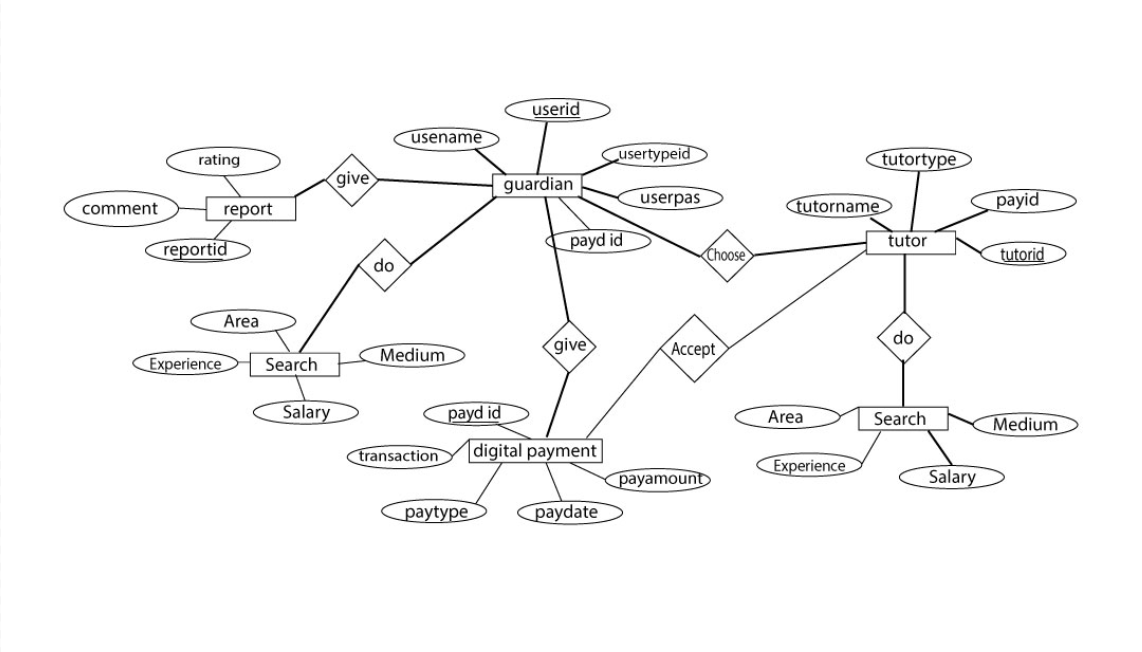 userid
usename
usertypeid
rating
give
guardian
userpas
comment
report
reportid
payd id
tutortype
tutorname
payid
tutor
tutorid
Choose
do
Area
Experience
Search
Medium
Salary
give
Accept
do
payd id
transaction
digital payment
payamount
paytype
paydate
Area
Search
Medium
Experience
Salary